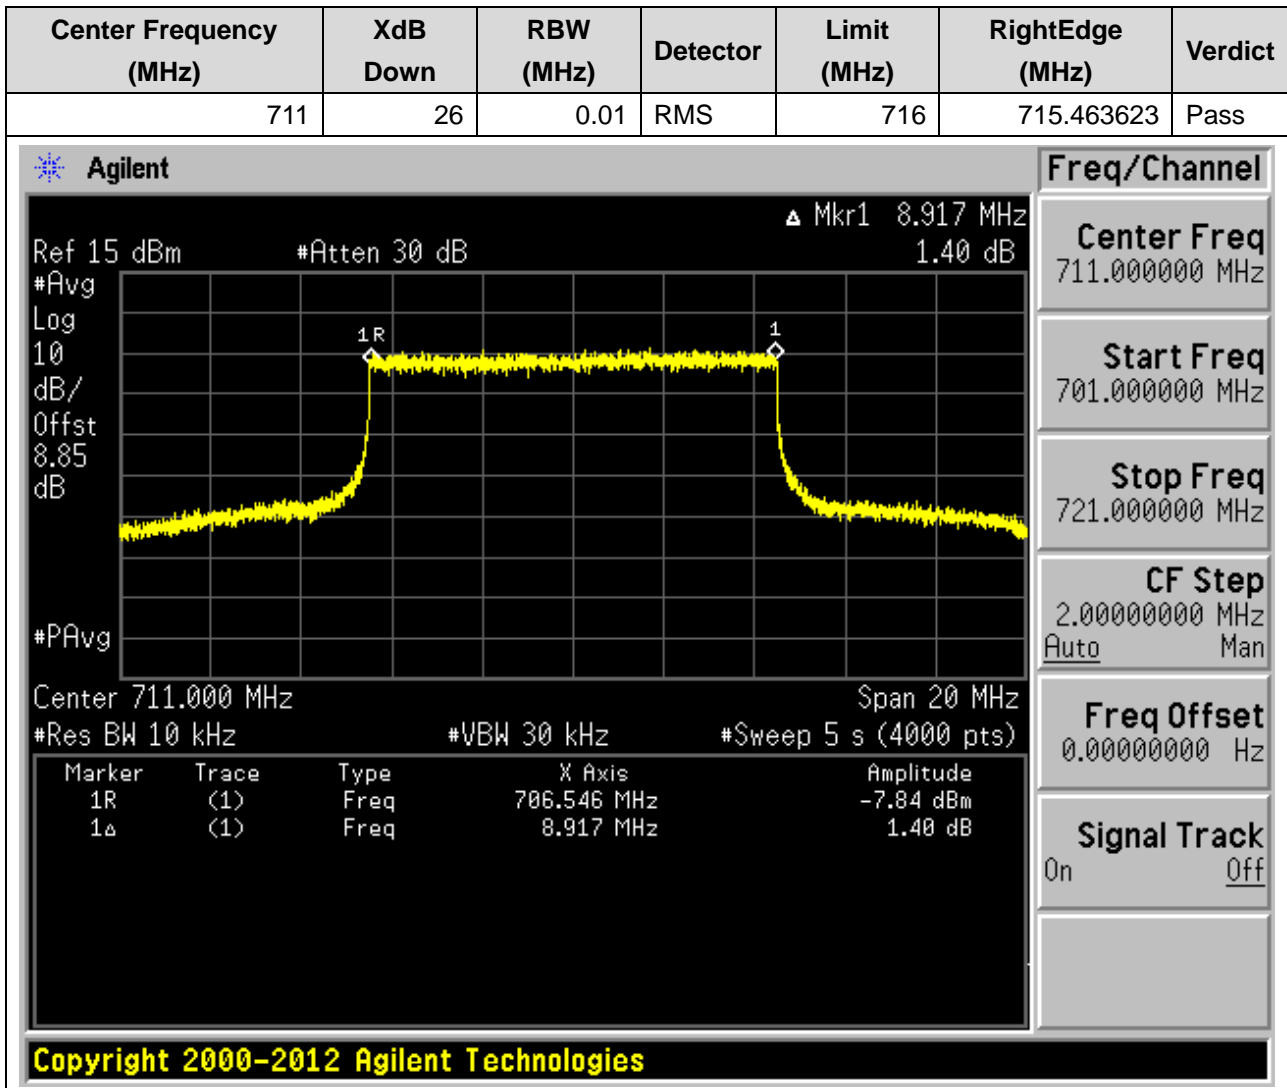 Center Frequency (MHz) XdB Down RBW (MHz) Detector Limit (MHz) RightEdge (MHz) Verdict
711 26 0.01 RMS 716 715.463623 Pass
Agilent
Freq/Channel
▵ Mkr1 8.917 MHz
Ref 15 dBm #Atten 30 dB 1.40 dB
#Avg
Log
10
dB/
Offst
8.85
dB
1R
1
#PAvg
Center 711.000 MHz Span 20 MHz
#Res BW 10 kHz #VBW 30 kHz #Sweep 5 s (4000 pts)
Marker Trace Type X Axis Amplitude
1R (1) Freq 706.546 MHz -7.84 dBm
1▵ (1) Freq 8.917 MHz 1.40 dB
Center Freq
711.000000 MHz
Start Freq
701.000000 MHz
Stop Freq
721.000000 MHz
CF Step
2.00000000 MHz
Auto Man
Freq Offset
0.00000000 Hz
Signal Track
On Off
Copyright 2000-2012 Agilent Technologies